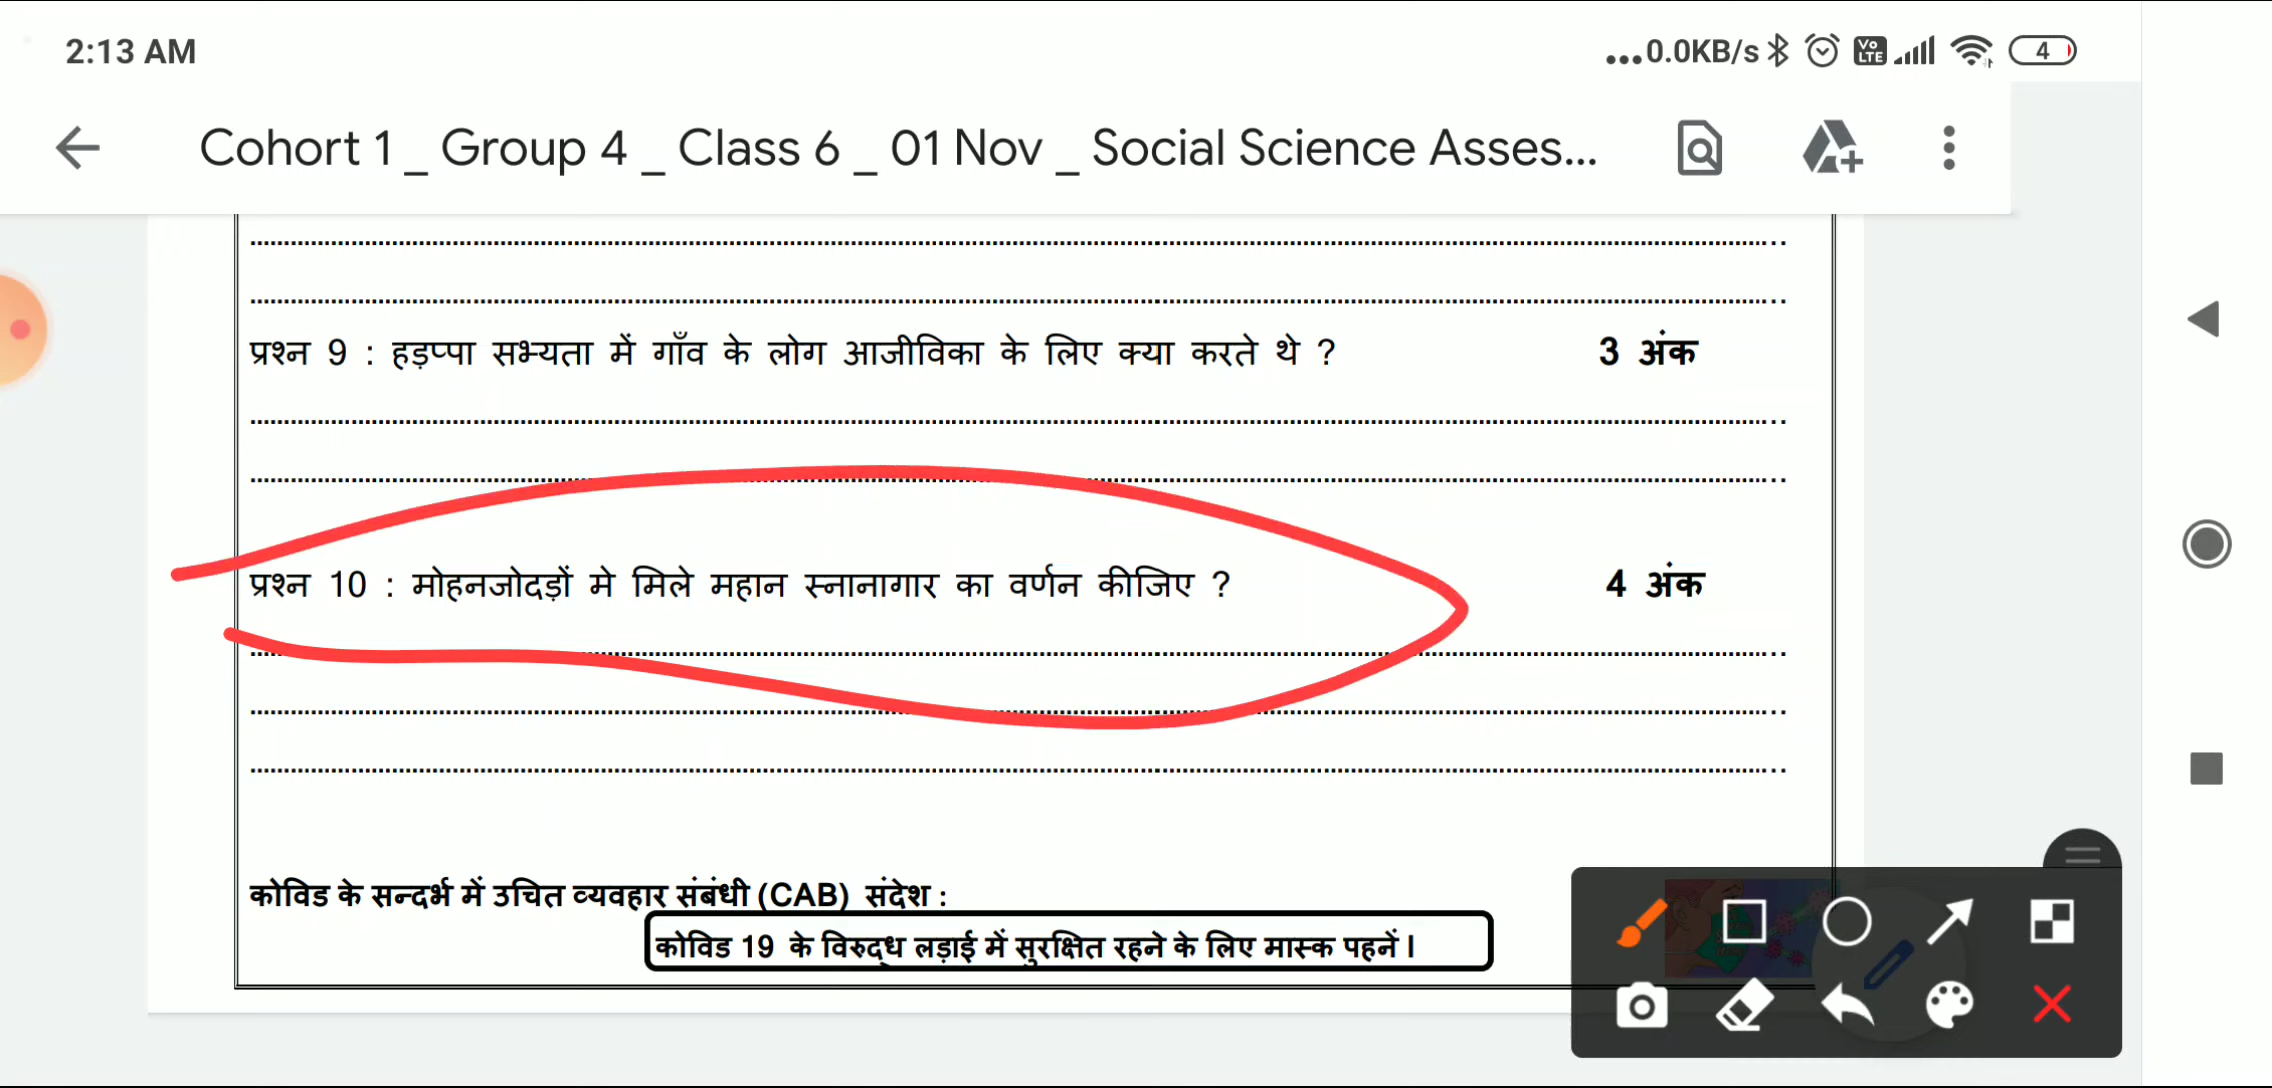 2:13 AM
...0.0KB/s Vo LTE 4
Cohort 1 _ Group 4 _ Class 6 _ 01 Nov _ Social Science Asses...
प्रश्न 9 : हड़प्पा सभ्यता में गाँव के लोग आजीविका के लिए क्या करते थे ? 3 अंक
प्रश्न 10 : मोहनजोदड़ों मे मिले महान स्नानागार का वर्णन कीजिए ? 4 अंक
कोविड के सन्दर्भ में उचित व्यवहार संबंधी (CAB) संदेश :
कोविड 19 के विरुद्ध लड़ाई में सुरक्षित रहने के लिए मास्क पहनें।